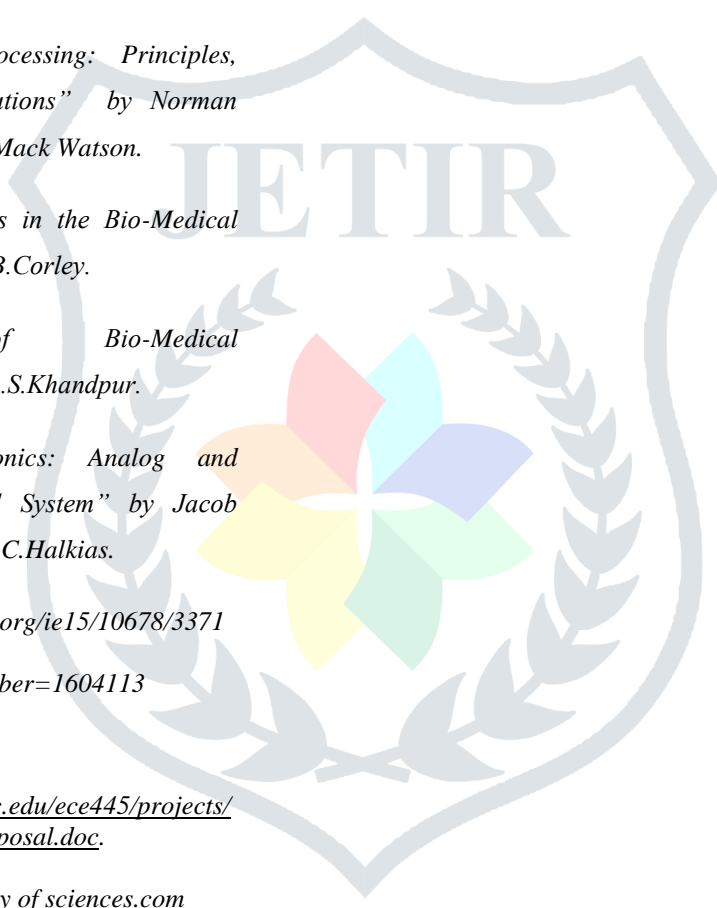 ocessing: Principles,
ations” by Norman
Mack Watson.
s in the Bio-Medical
B.Corley.
of Bio-Medical
.S.Khandpur.
onics: Analog and
System” by Jacob
C.Halkias.
org/ie15/10678/3371
ber=1604113
.edu/ece445/projects/
posal.doc.
y of sciences.com
JETIR